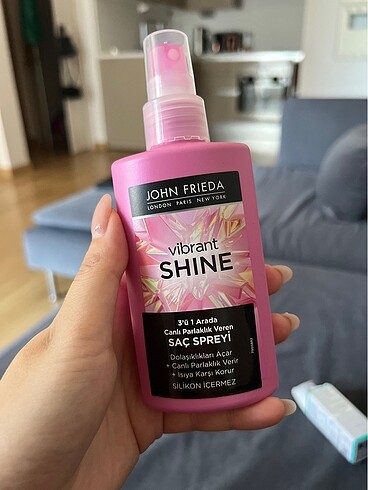 JOHN FRIEDA
LONDON PARIS NEW YORK
vibrant
SHINE
3'ü 1 Arada
Canlı Parlaklık Veren
SAÇ SPREYİ
Dolaşıklıkları Açar
+ Canlı Parlaklık Verir
+ Isıya Karşı Korur
SİLİKON İÇERMEZ